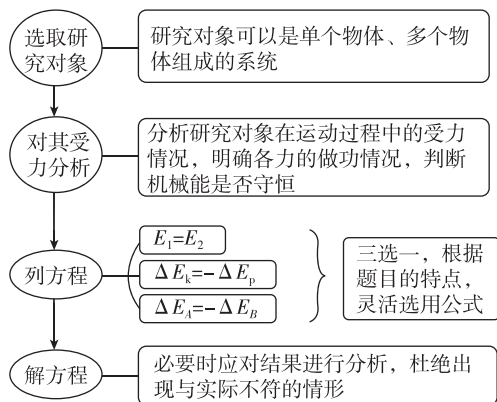 选取研
究对象
研究对象可以是单个物体、多个物
体组成的系统
对其受
力分析
分析研究对象在运动过程中的受力
情况，明确各力的做功情况，判断
机械能是否守恒
列方程
E₁=E₂
ΔEₖ=−ΔEₚ
ΔE_A=−ΔE_B
三选一，根据
题目的特点，
灵活选用公式
解方程
必要时应对结果进行分析，杜绝出
现与实际不符的情形